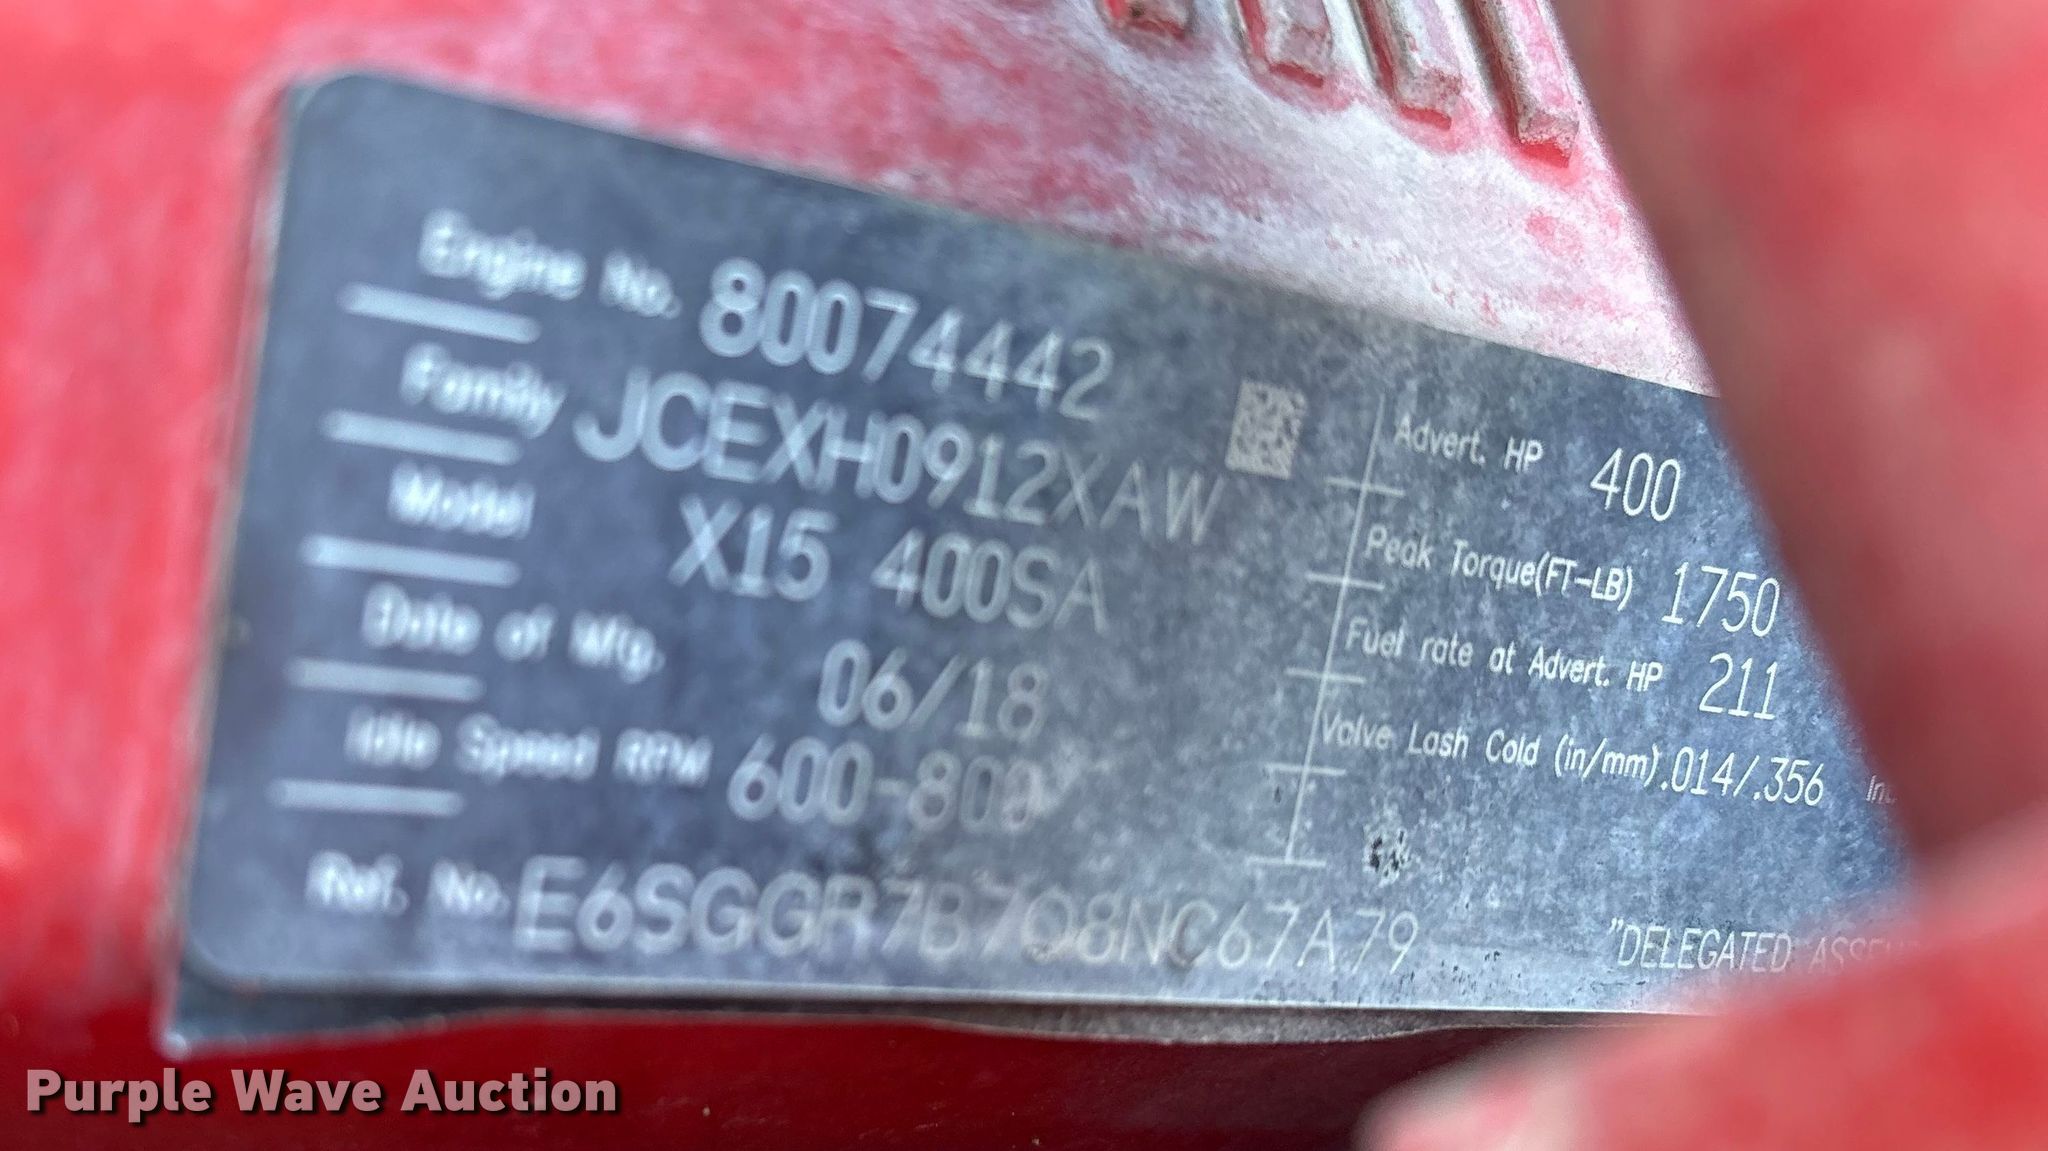 Engine No. 80074442
Family JCEXH0912XAW
Model X15 400SA
Date of Mfg. 06/18
Idle Speed RPM 600-800
Ref. No. E6SGGR7B7Q8NC67A79
Advert. HP 400
Peak Torque(FT-LB) 1750
Fuel rate at Advert. HP 211
Valve Lash Cold (in/mm).014/.356
"DELEGATED
Purple Wave Auction